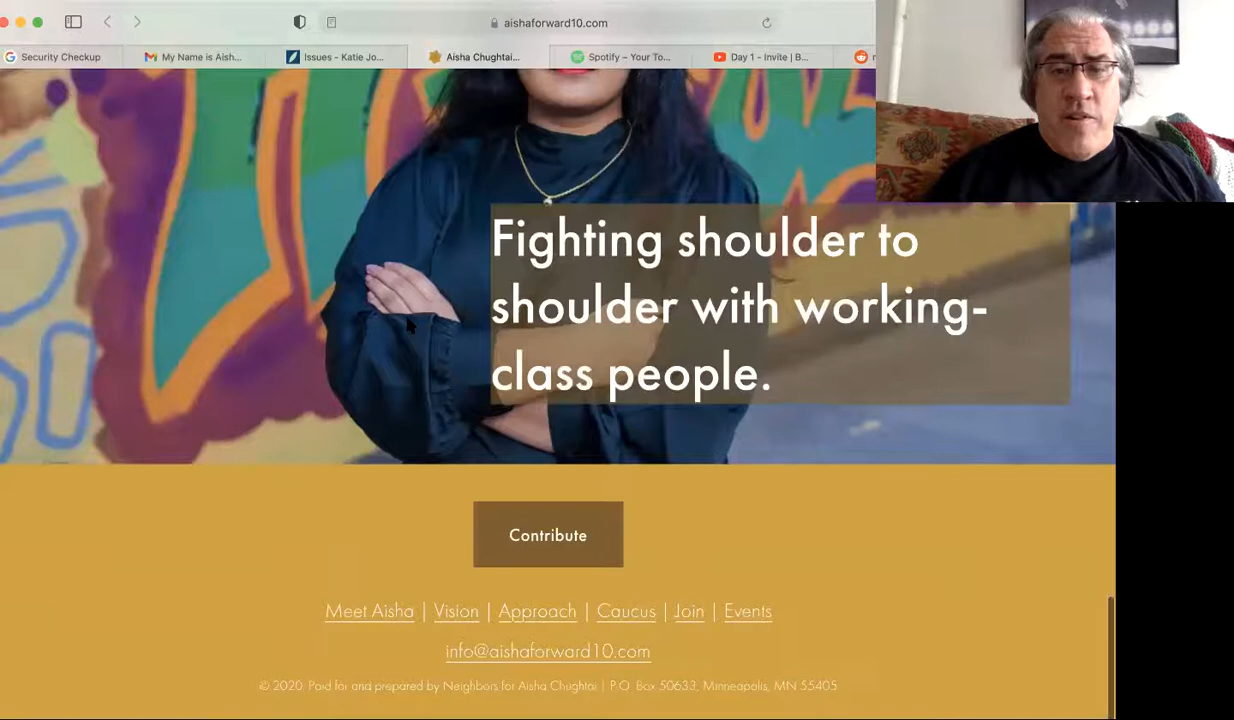 aishaforward10.com
Security Checkup
My Name is Aish...
Issues - Katie Jo...
Aisha Chughtai...
Spotify – Your To...
Day 1 - Invite | B...
Fighting shoulder to
shoulder with working-
class people.
Contribute
Meet Aisha | Vision | Approach | Caucus | Join | Events
info@aishaforward10.com
© 2020. Paid for and prepared by Neighbors for Aisha Chughtai | P.O. Box 50633, Minneapolis, MN 55405